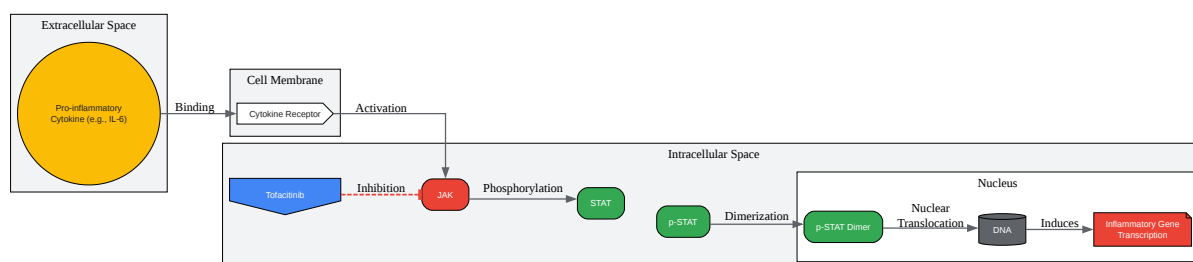 Extracellular Space
Pro-inflammatory
Cytokine (e.g., IL-6)
Binding
Cell Membrane
Cytokine Receptor
Activation
Intracellular Space
Tofacitinib
Inhibition
JAK
Phosphorylation
STAT
p-STAT
Dimerization
Nucleus
p-STAT Dimer
Nuclear
Translocation
DNA
Induces
Inflammatory Gene
Transcription